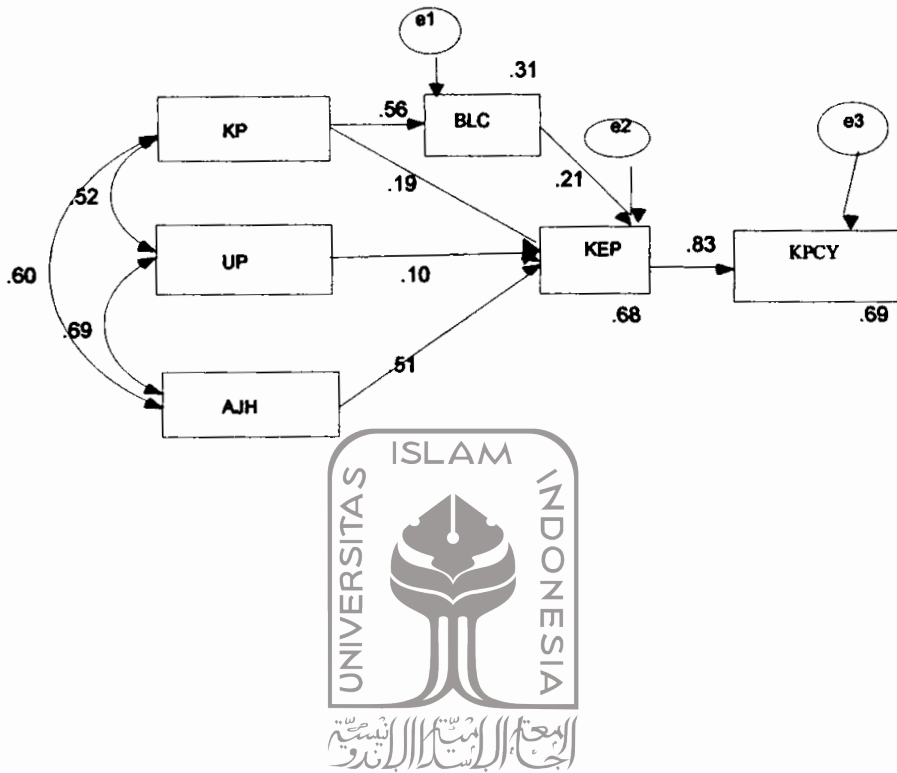 e1
.31
.56
BLC
KP
e2
e3
.52
.19
.21
UP
.10
KEP
.83
KPCY
.60
.69
.68
.69
.51
AJH
UNIVERSITAS ISLAM INDONESIA